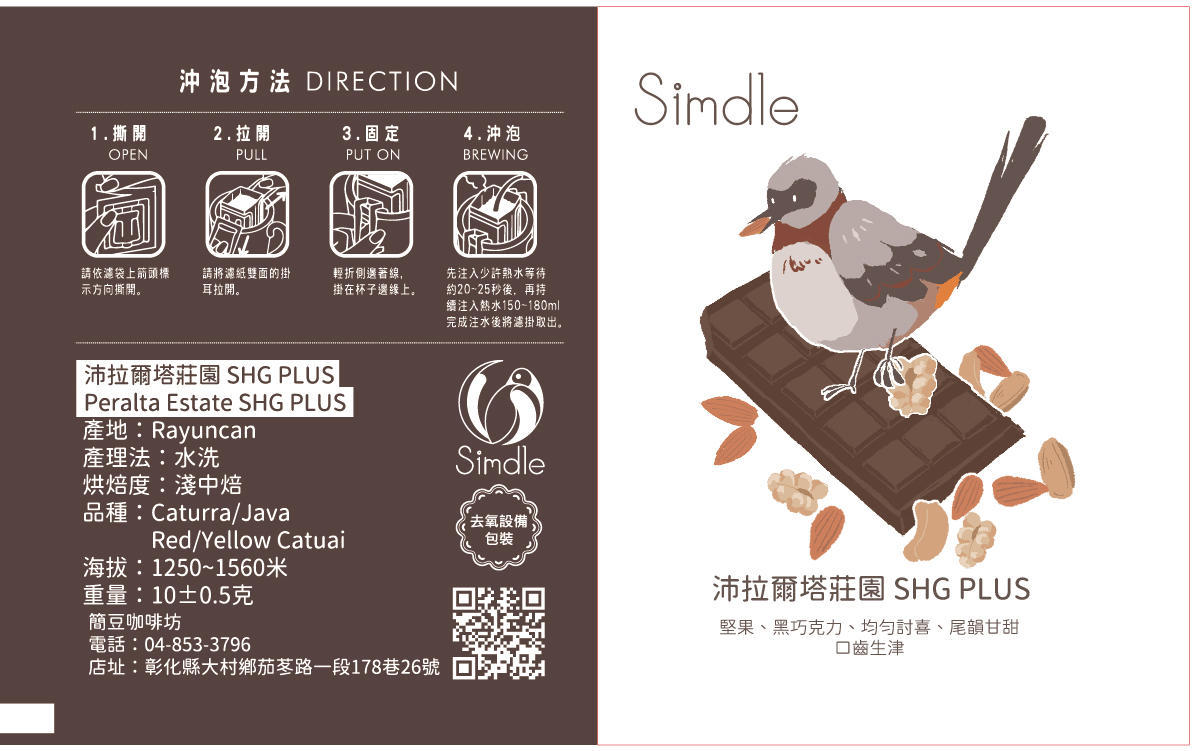 沖泡方法 DIRECTION
1.撕開
OPEN
2.拉開
PULL
3.固定
PUT ON
4.沖泡
BREWING
請依濾袋上箭頭標
示方向撕開。
請將濾紙雙面的掛
耳拉開。
輕折側邊著線,
掛在杯子邊緣上。
先注入少許熱水等待
約20~25秒後, 再持
續注入熱水150~180ml
完成注水後將濾掛取出。
沛拉爾塔莊園 SHG PLUS
Peralta Estate SHG PLUS
產地：Rayuncan
產理法：水洗
烘焙度：淺中焙
品種：Caturra/Java
Red/Yellow Catuai
海拔：1250~1560米
重量：10±0.5克
簡豆咖啡坊
電話：04-853-3796
店址：彰化縣大村鄉茄苳路一段178巷26號
Simdle
去氧設備
包裝
Simdle
沛拉爾塔莊園 SHG PLUS
堅果、黑巧克力、均勻討喜、尾韻甘甜
口齒生津